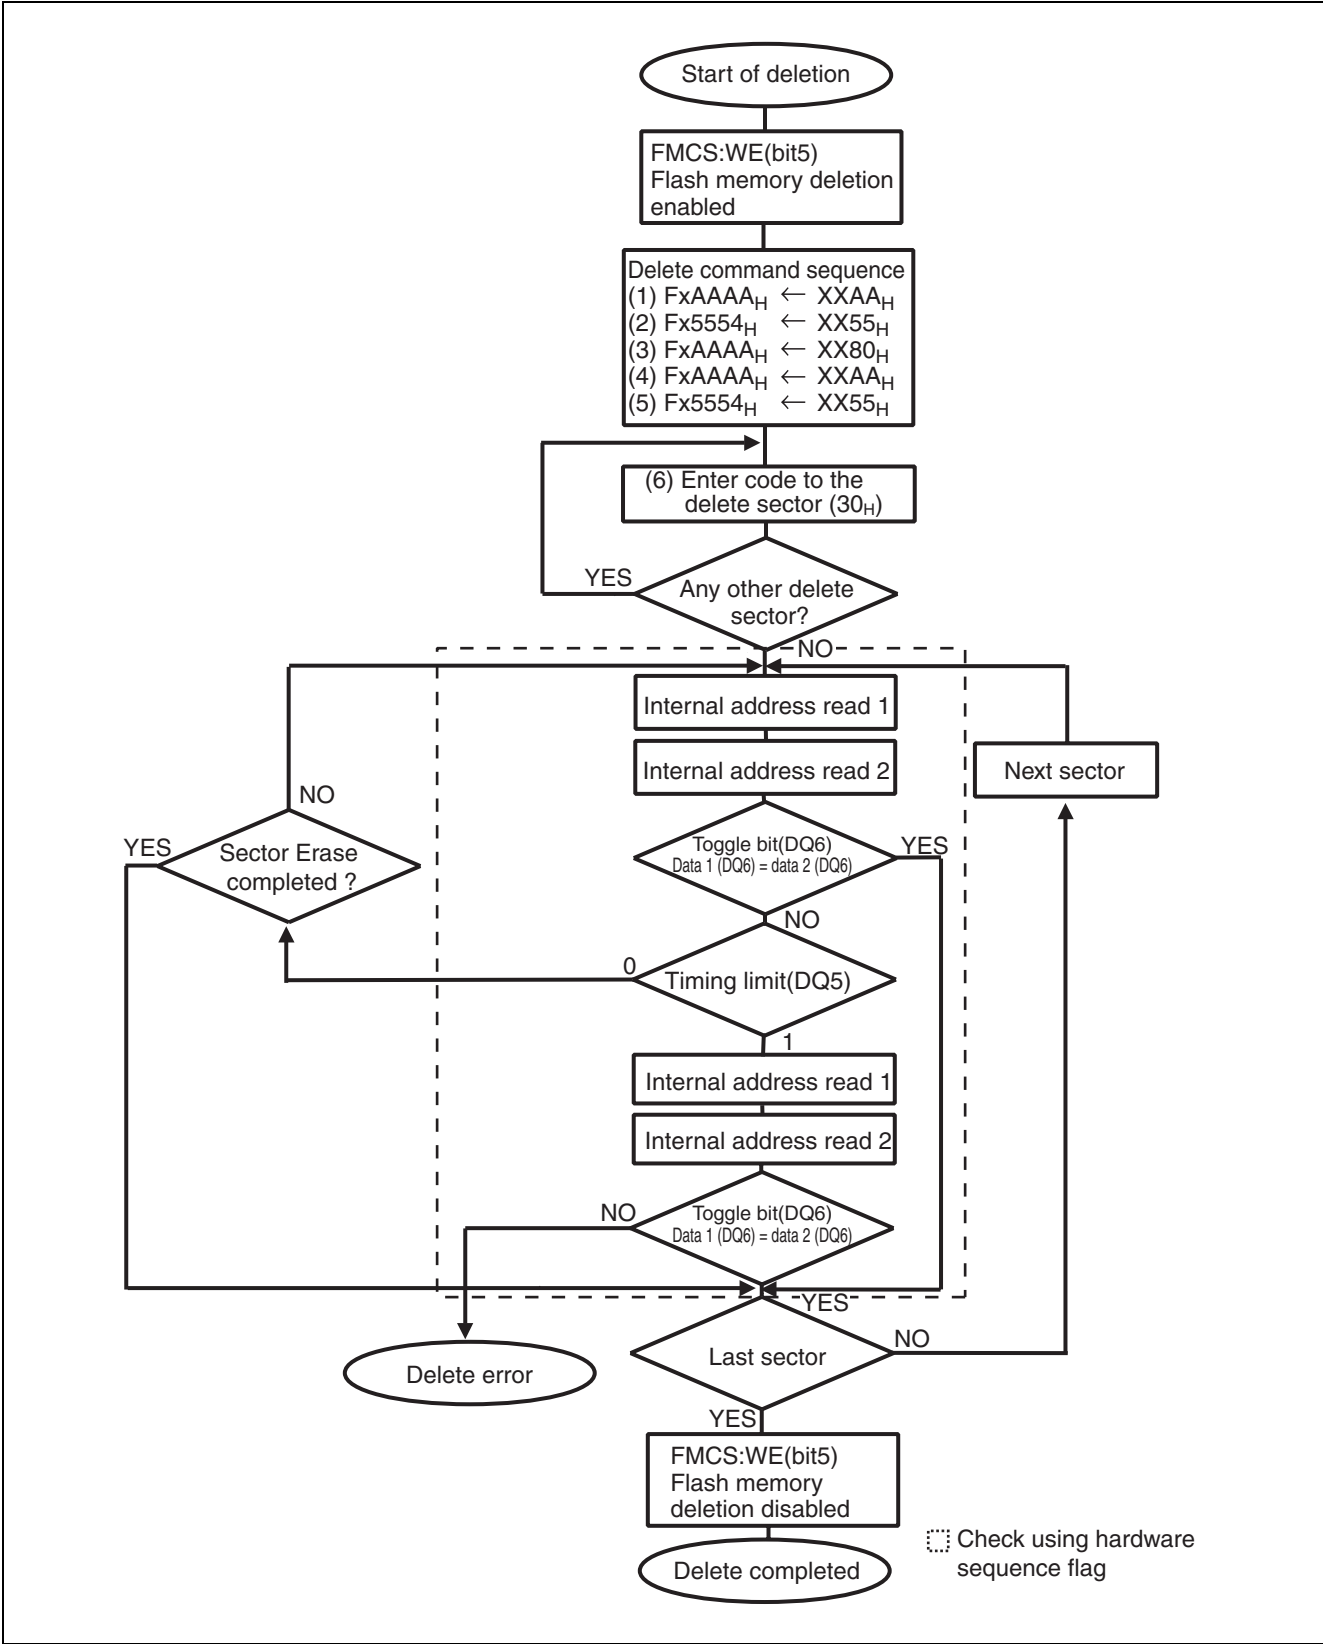 Start of deletion
FMCS:WE(bit5)
Flash memory deletion
enabled
Delete command sequence
(1) FxAAAAH ← XXAAH
(2) Fx5554H ← XX55H
(3) FxAAAAH ← XX80H
(4) FxAAAAH ← XXAAH
(5) Fx5554H ← XX55H
(6) Enter code to the
delete sector (30H)
YES
Any other delete
sector?
NO
Internal address read 1
Internal address read 2
Next sector
NO
YES
Sector Erase
completed ?
Toggle bit(DQ6)
Data 1 (DQ6) = data 2 (DQ6)
YES
NO
0
Timing limit(DQ5)
1
Internal address read 1
Internal address read 2
NO
Toggle bit(DQ6)
Data 1 (DQ6) = data 2 (DQ6)
YES
NO
Last sector
Delete error
YES
FMCS:WE(bit5)
Flash memory
deletion disabled
Delete completed
Check using hardware
sequence flag